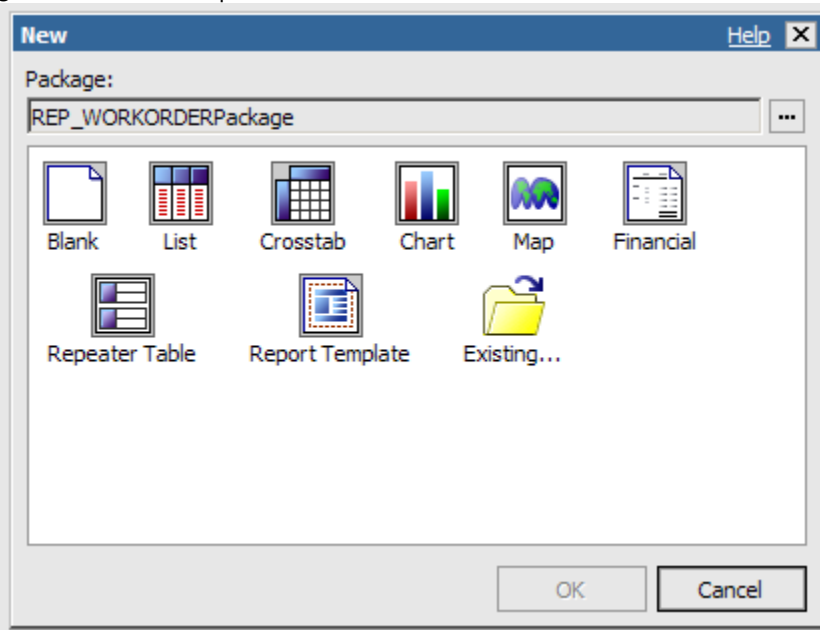 New Help
Package:
REP_WORKORDERPackage ...
Blank List Crosstab Chart Map Financial
Repeater Table Report Template Existing...
OK Cancel